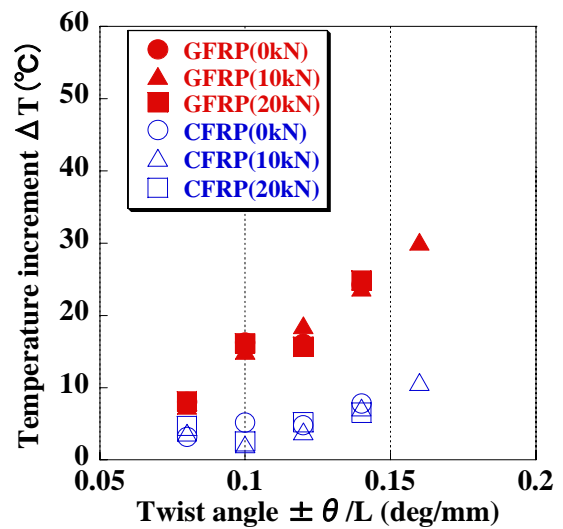 Temperature increment ΔT(℃)
60
50
40
30
20
10
0
GFRP(0kN)
GFRP(10kN)
GFRP(20kN)
CFRP(0kN)
CFRP(10kN)
CFRP(20kN)
0.05 0.1 0.15 0.2
Twist angle ±θ/L (deg/mm)